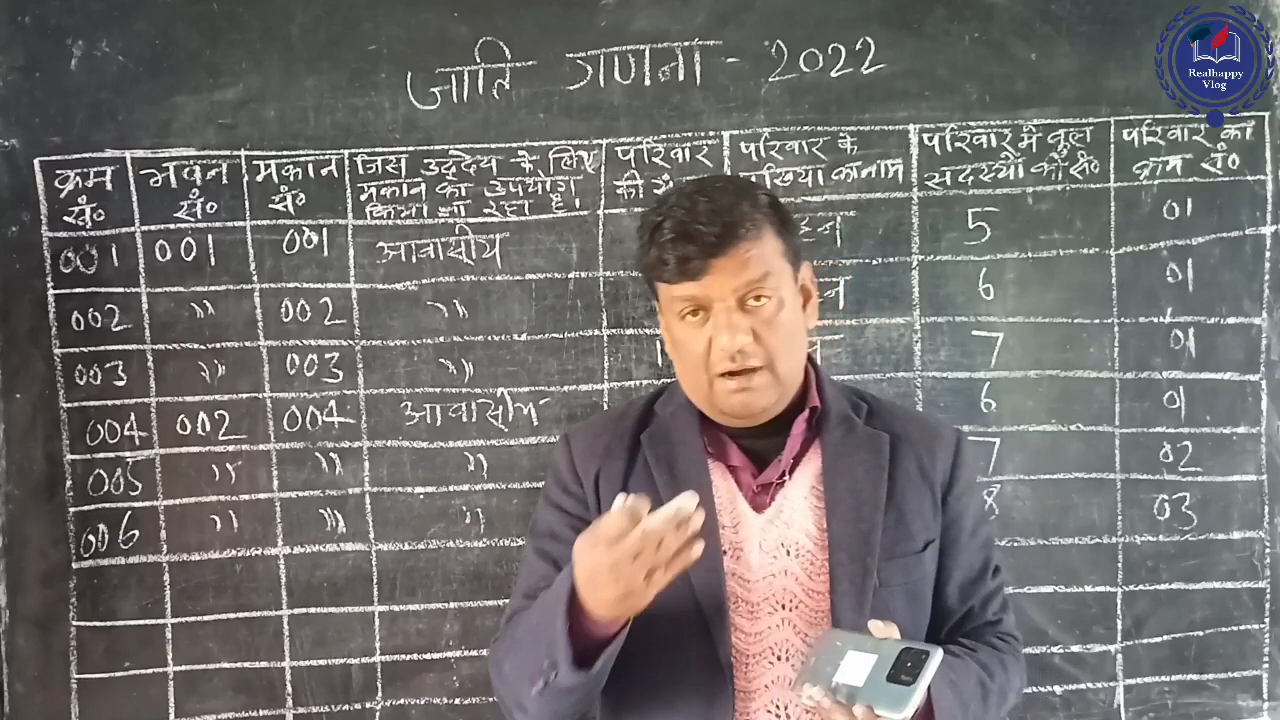 जाति गणना - 2022
Realhappy
Vlog
क्रम सं० भवन सं० मकान सं० जिस उद्देश्य के लिए मकान का उपयोग किया जा रहा है। परिवार की परिवार के का नाम परिवार में कुल सदस्यों की सं० परिवार का क्रम सं०
001 001 001 आवासीय 5 01
002 " 002 " 6 01
003 " 003 " 7 01
004 002 004 आवासीय 6 01
005 " " " 7 02
006 " " " 8 03